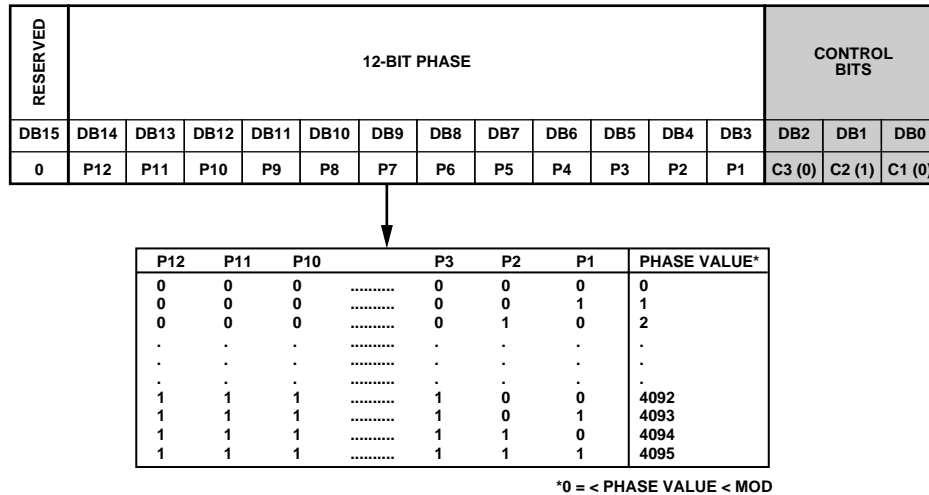 RESERVED
12-BIT PHASE
CONTROL
BITS
DB15 DB14 DB13 DB12 DB11 DB10 DB9 DB8 DB7 DB6 DB5 DB4 DB3 DB2 DB1 DB0
0 P12 P11 P10 P9 P8 P7 P6 P5 P4 P3 P2 P1 C3 (0) C2 (1) C1 (0)
P12 P11 P10 P3 P2 P1 PHASE VALUE*
0 0 0 .......... 0 0 0 0
0 0 0 .......... 0 0 1 1
0 0 0 .......... 0 1 0 2
. . . .......... . . . .
. . . .......... . . . .
. . . .......... . . . .
1 1 1 .......... 1 0 0 4092
1 1 1 .......... 1 0 1 4093
1 1 1 .......... 1 1 0 4094
1 1 1 .......... 1 1 1 4095
*0 = < PHASE VALUE < MOD